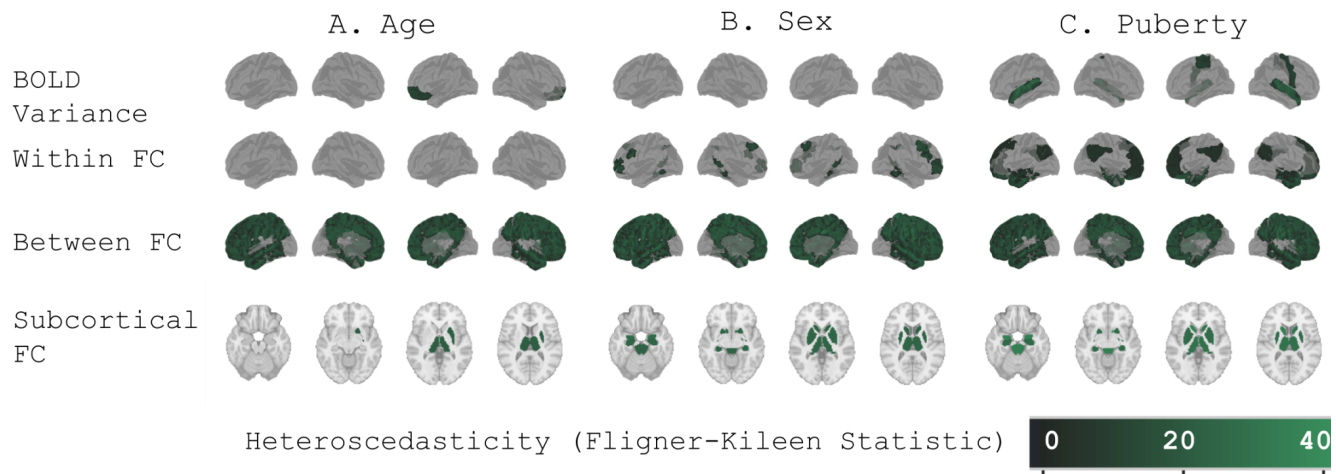 A. Age
B. Sex
C. Puberty
BOLD
Variance
Within FC
Between FC
Subcortical
FC
Heteroscedasticity (Fligner-Kileen Statistic)
0 20 40